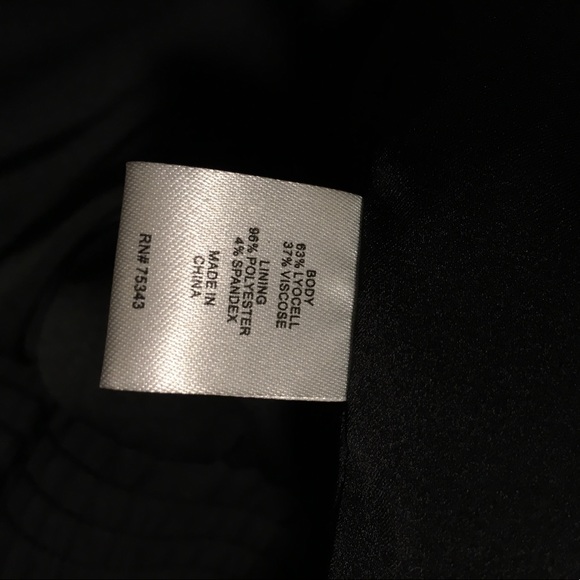 BODY
63% LYOCELL
37% VISCOSE
LINING
96% POLYESTER
4% SPANDEX
MADE IN
CHINA
RN# 75343